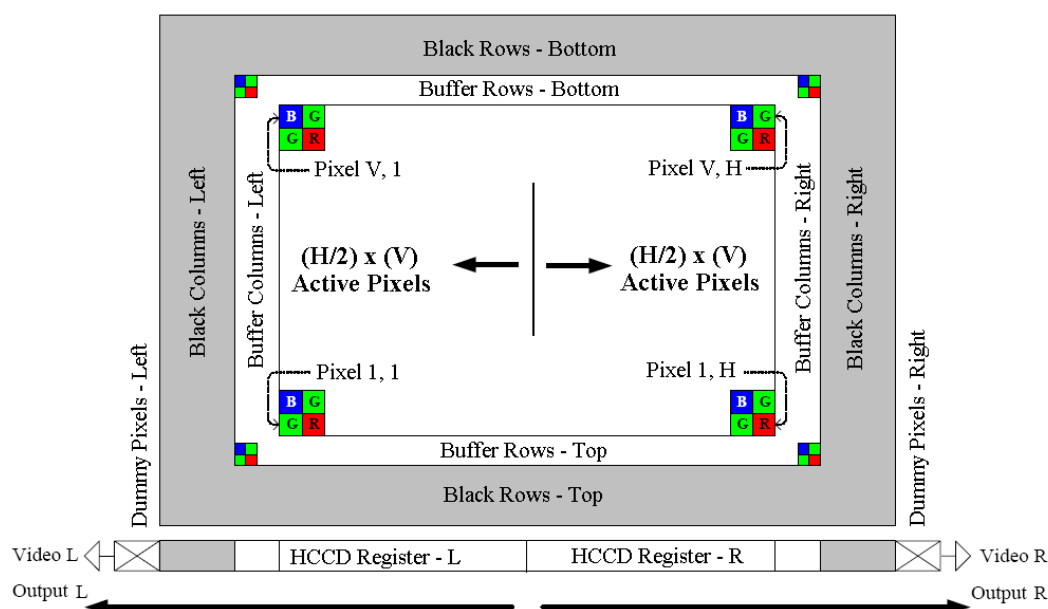 Black Rows - Bottom
Buffer Rows - Bottom
B G
G R
B G
G R
Pixel V, 1
Pixel V, H
Black Columns - Left
Buffer Columns - Left
(H/2) x (V)
Active Pixels
(H/2) x (V)
Active Pixels
Buffer Columns - Right
Black Columns - Right
Dummy Pixels - Left
Dummy Pixels - Right
Pixel 1, 1
Pixel 1, H
B G
G R
B G
G R
Buffer Rows - Top
Black Rows - Top
Video L
HCCD Register - L
HCCD Register - R
Video R
Output L
Output R